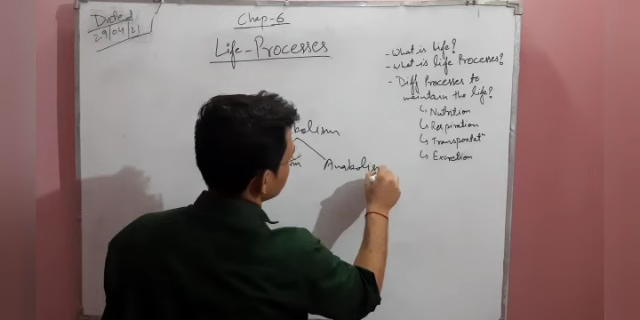 Dated
29/04/21
Chap-6
Life-Processes
- What is life?
- What is life Processes?
- Diff Processes to
maintain the life?
↳ Nutrition
↳ Respiration
↳ Transportatⁿ
↳ Excretion
Anabolism